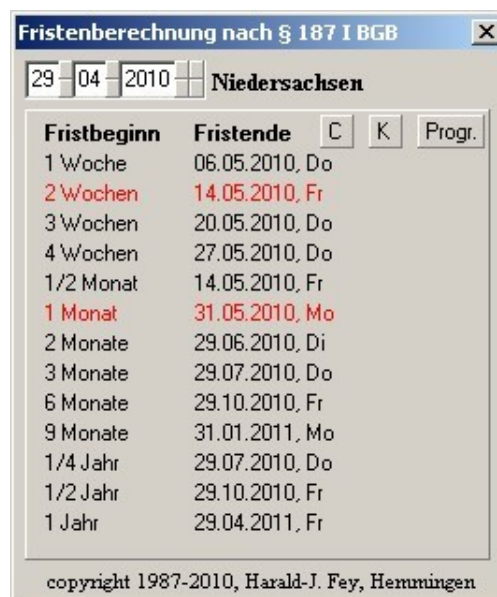 Fristenberechnung nach § 187 I BGB
29 04 2010 Niedersachsen
Fristbeginn Fristende C K Progr.
1 Woche 06.05.2010, Do
2 Wochen 14.05.2010, Fr
3 Wochen 20.05.2010, Do
4 Wochen 27.05.2010, Do
1/2 Monat 14.05.2010, Fr
1 Monat 31.05.2010, Mo
2 Monate 29.06.2010, Di
3 Monate 29.07.2010, Do
6 Monate 29.10.2010, Fr
9 Monate 31.01.2011, Mo
1/4 Jahr 29.07.2010, Do
1/2 Jahr 29.10.2010, Fr
1 Jahr 29.04.2011, Fr
copyright 1987-2010, Harald-J. Fey, Hemmingen